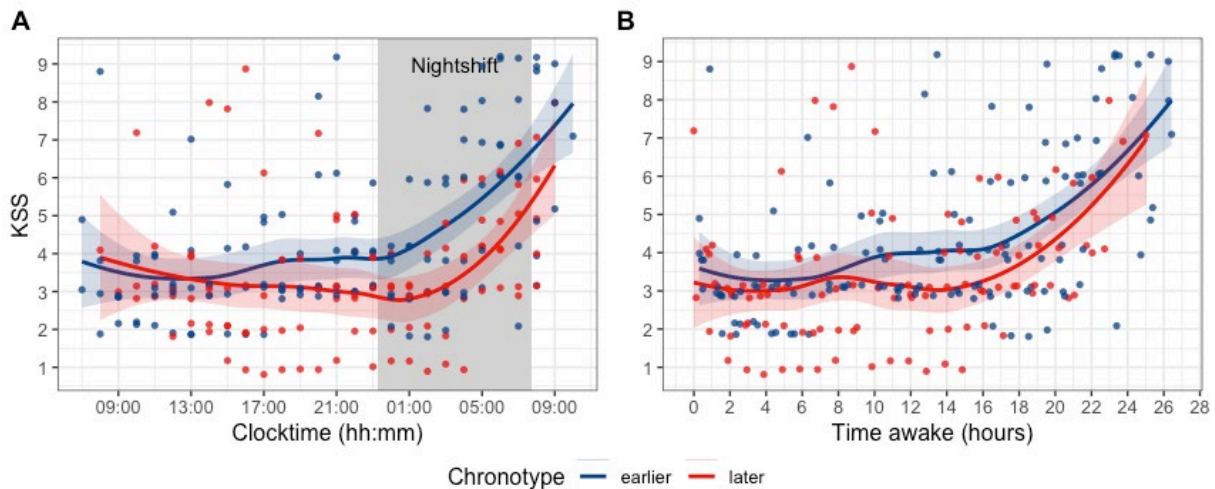 A
B
Nightshift
KSS
9
8
7
6
5
4
3
2
1
09:00 13:00 17:00 21:00 01:00 05:00 09:00
Clocktime (hh:mm)
9
8
7
6
5
4
3
2
1
0 2 4 6 8 10 12 14 16 18 20 22 24 26 28
Time awake (hours)
Chronotype earlier later